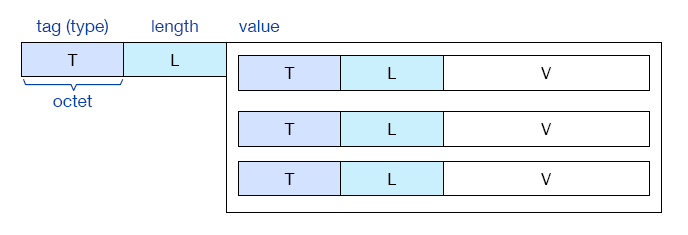 tag (type) length value
T L
octet
T L V
T L V
T L V